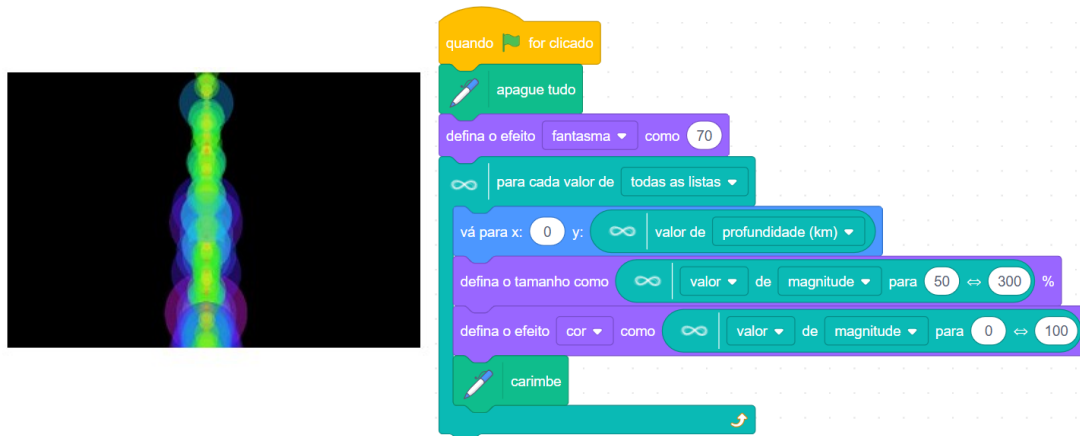 quando for clicado
apague tudo
defina o efeito fantasma como 70
para cada valor de todas as listas
vá para x: 0 y: valor de profundidade (km)
defina o tamanho como valor de magnitude para 50 ⇔ 300 %
defina o efeito cor como valor de magnitude para 0 ⇔ 100
carimbe